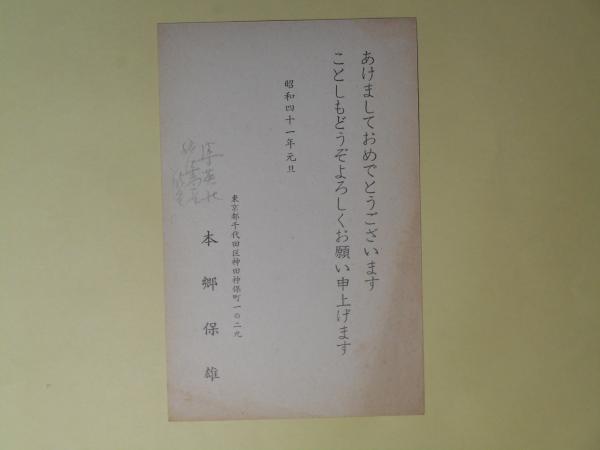 あけましておめでとうございます
ことしもどうぞよろしくお願い申上げます
昭和四十一年元旦
東京都千代田区神田神保町一の二九
本郷保雄
集英社